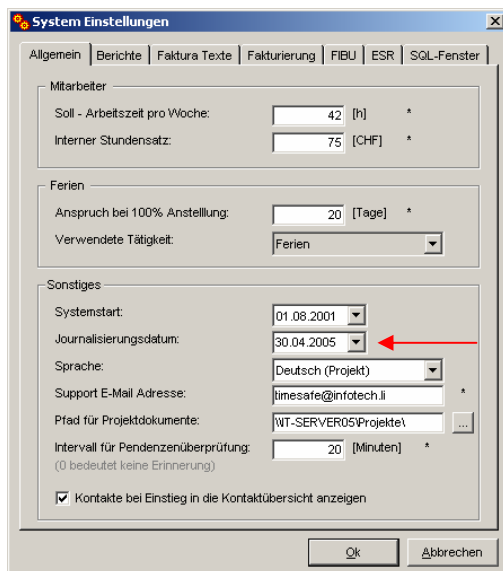 System Einstellungen
Allgemein Berichte Faktura Texte Fakturierung FIBU ESR SQL-Fenster
Mitarbeiter
Soll - Arbeitszeit pro Woche: 42 [h] *
Interner Stundensatz: 75 [CHF] *
Ferien
Anspruch bei 100% Anstelllung: 20 [Tage] *
Verwendete Tätigkeit: Ferien
Sonstiges
Systemstart: 01.08.2001
Journalisierungsdatum: 30.04.2005
Sprache: Deutsch (Projekt)
Support E-Mail Adresse: timesafe@infotech.li *
Pfad für Projektdokumente: \\IT-SERVER05\Projekte\ ...
Intervall für Pendenzenüberprüfung: 20 [Minuten] *
(0 bedeutet keine Erinnerung)
Kontakte bei Einstieg in die Kontaktübersicht anzeigen
Ok Abbrechen